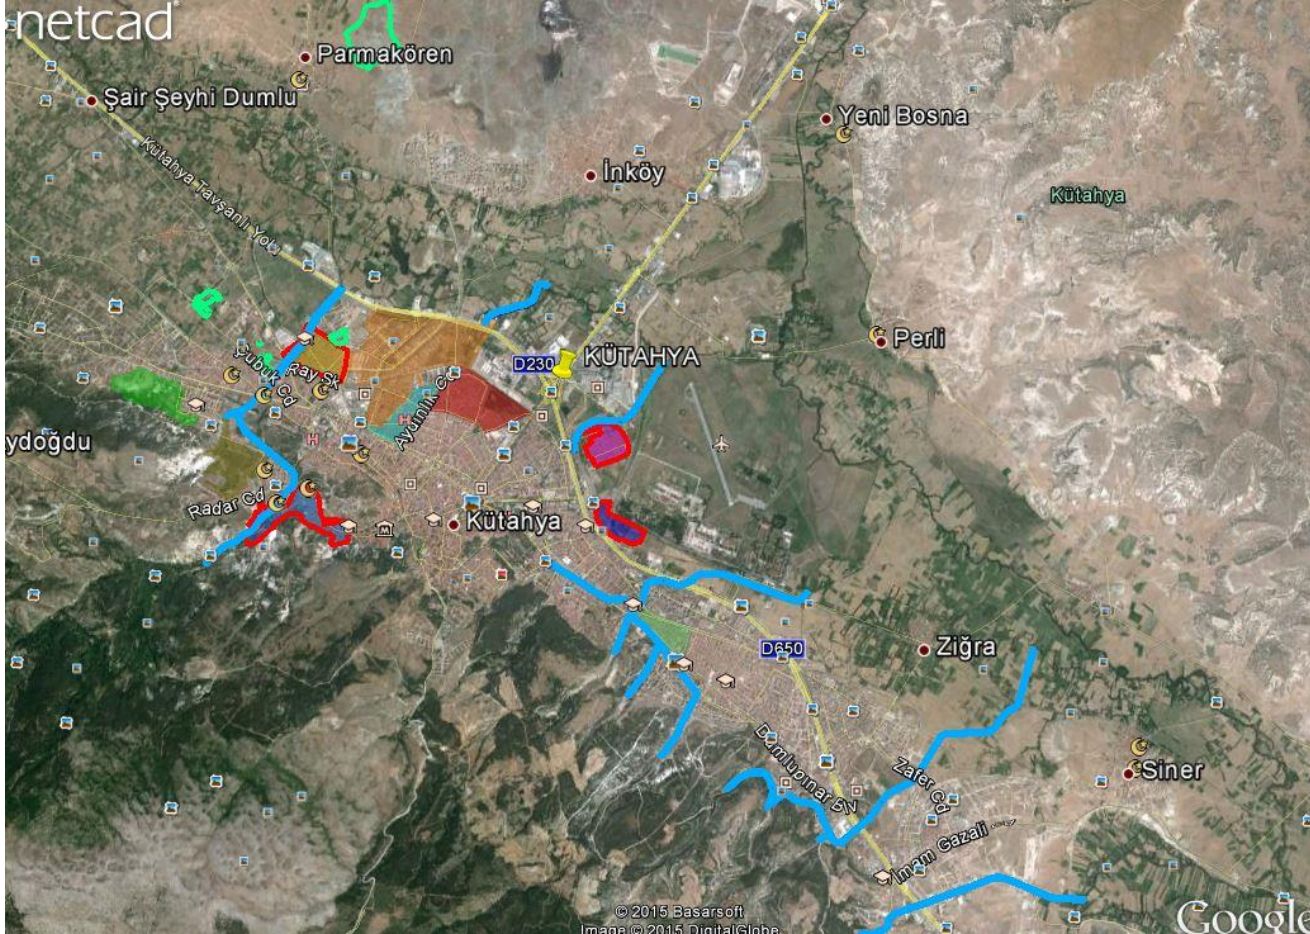 netcad
Parmakören
Şair Şeyhi Dumlu
Yeni Bosna
Kütahya Tavşanlı Yolu
İnköy
Kütahya
Perli
D230
KÜTAHYA
Çubuk Cd
Ray Sk
Aydınlık Cd
H
H
ydoğdu
Radar Cd
M
Kütahya
Ziğra
D650
Dumlupınar Blv
Zafer Cd
Siner
İmam Gazali
© 2015 Basarsoft
Image © 2015 DigitalGlobe
Google